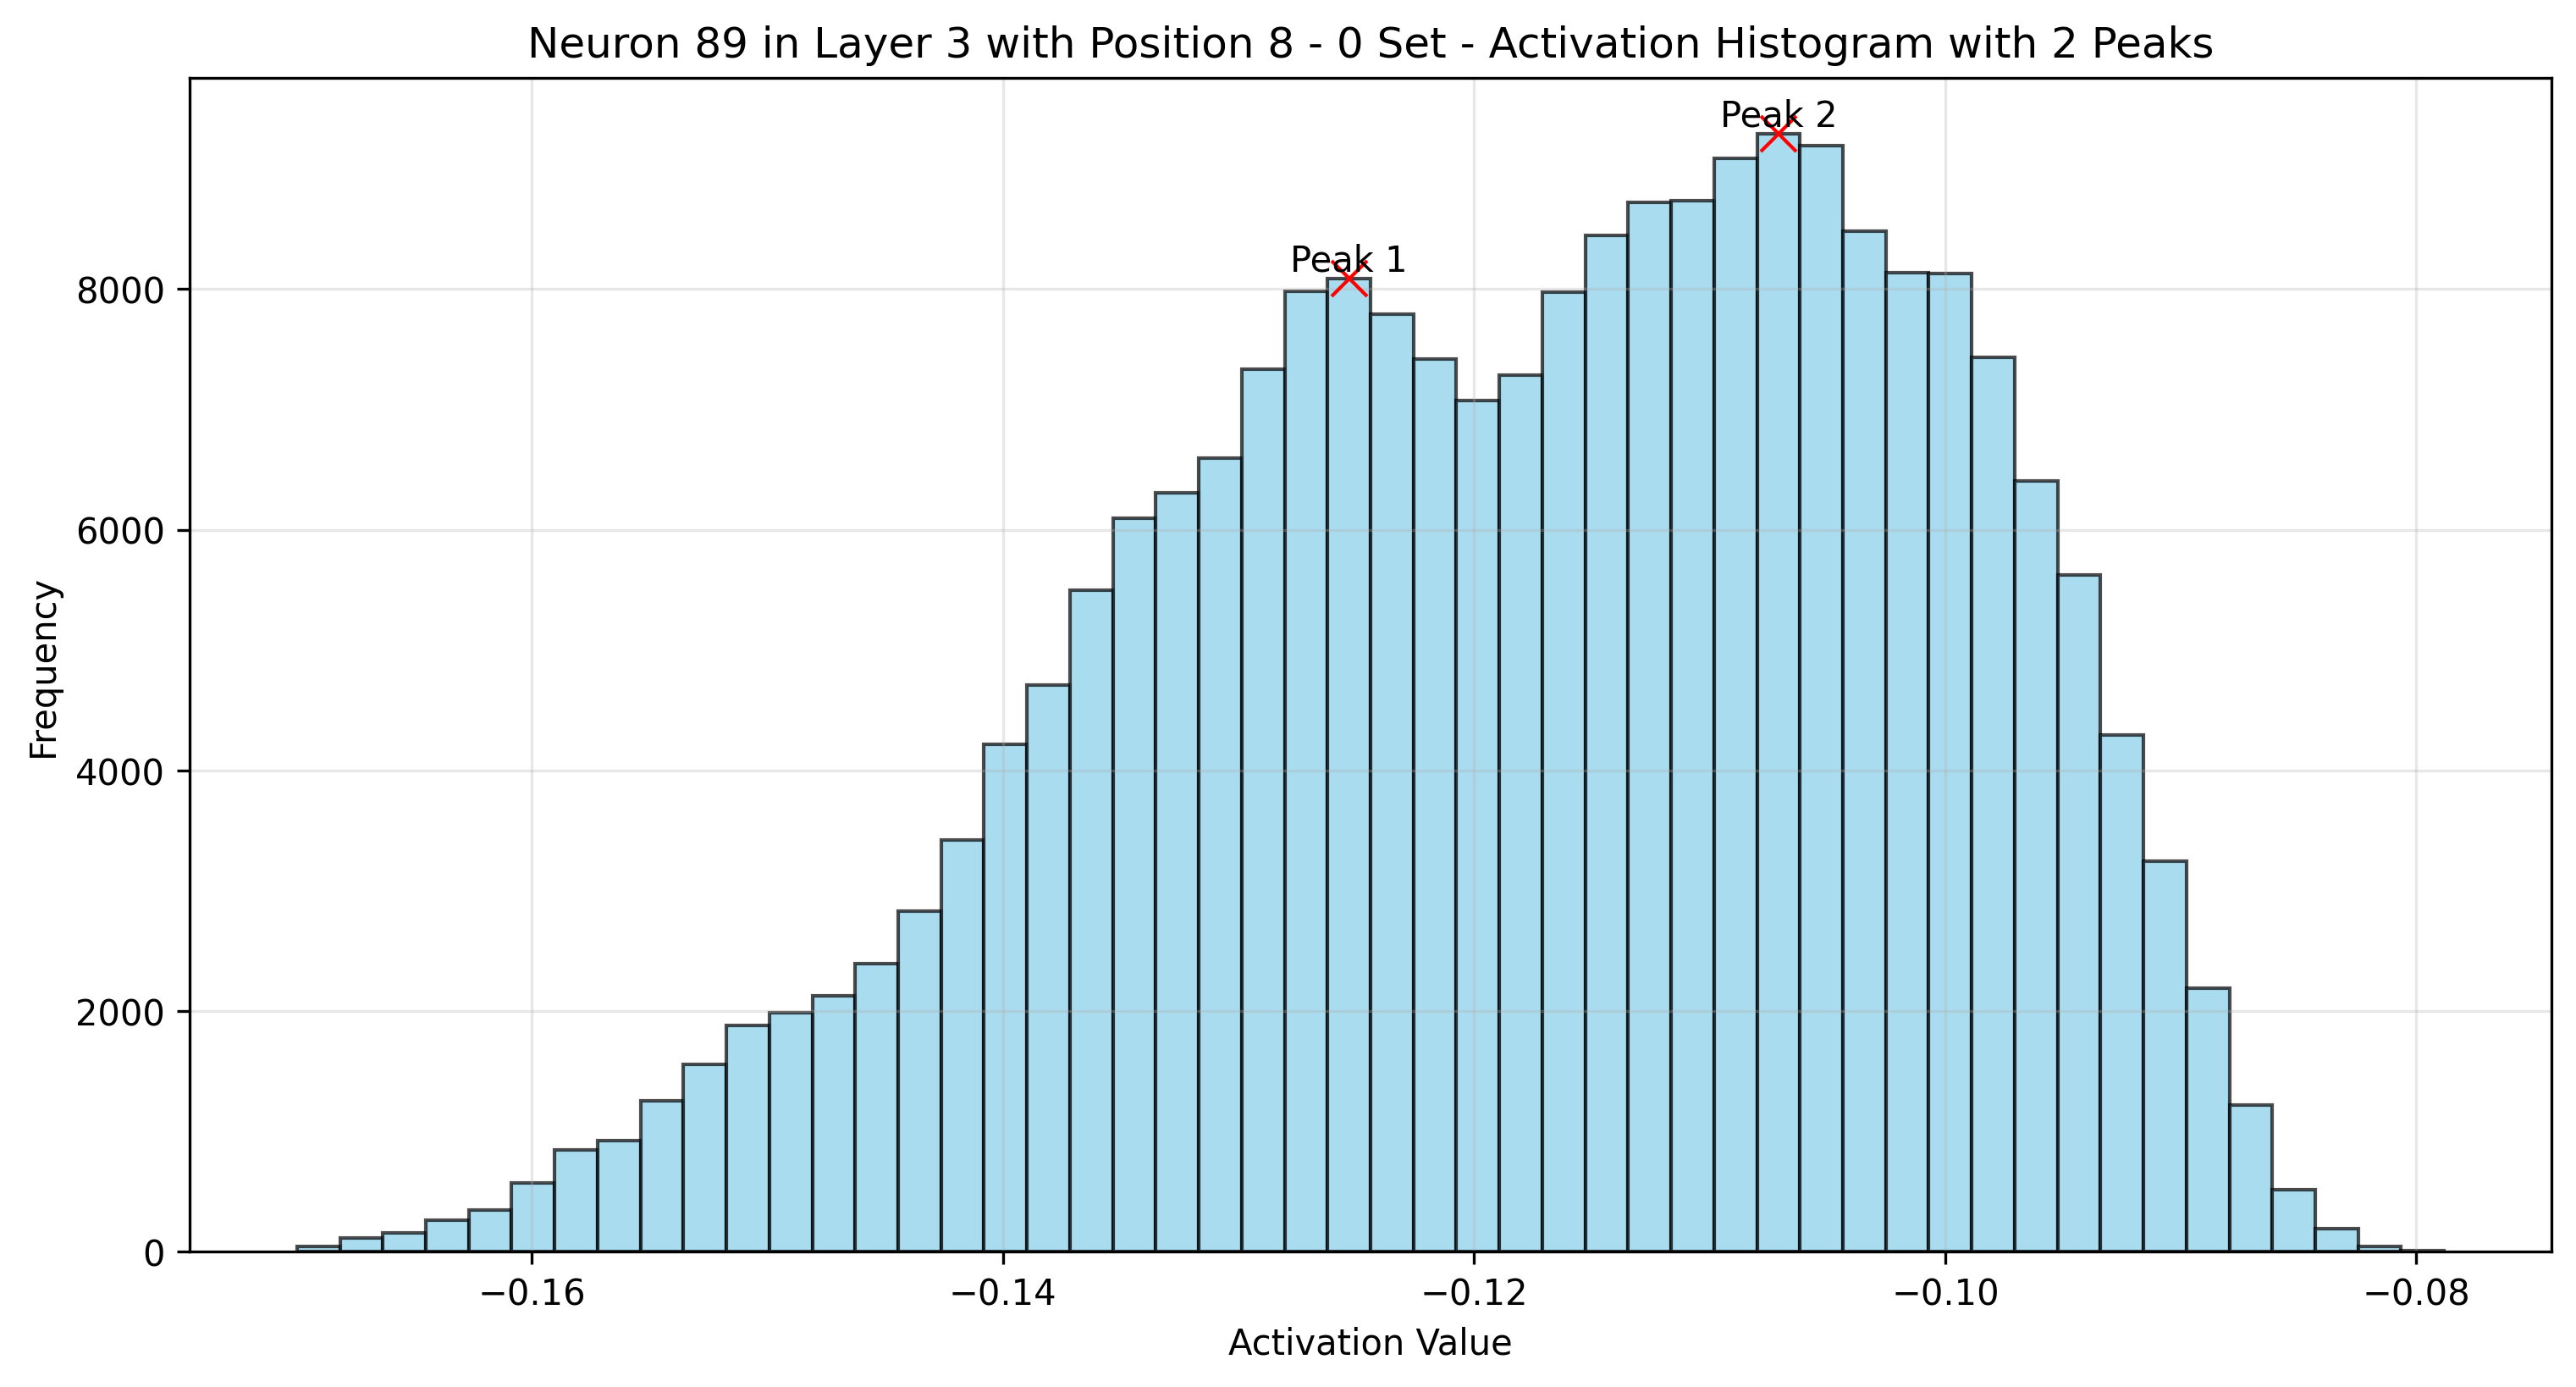 Neuron 89 in Layer 3 with Position 8 - 0 Set - Activation Histogram with 2 Peaks
Peak 2
Peak 1
8000
6000
4000
2000
0
Frequency
−0.16
−0.14
−0.12
−0.10
−0.08
Activation Value